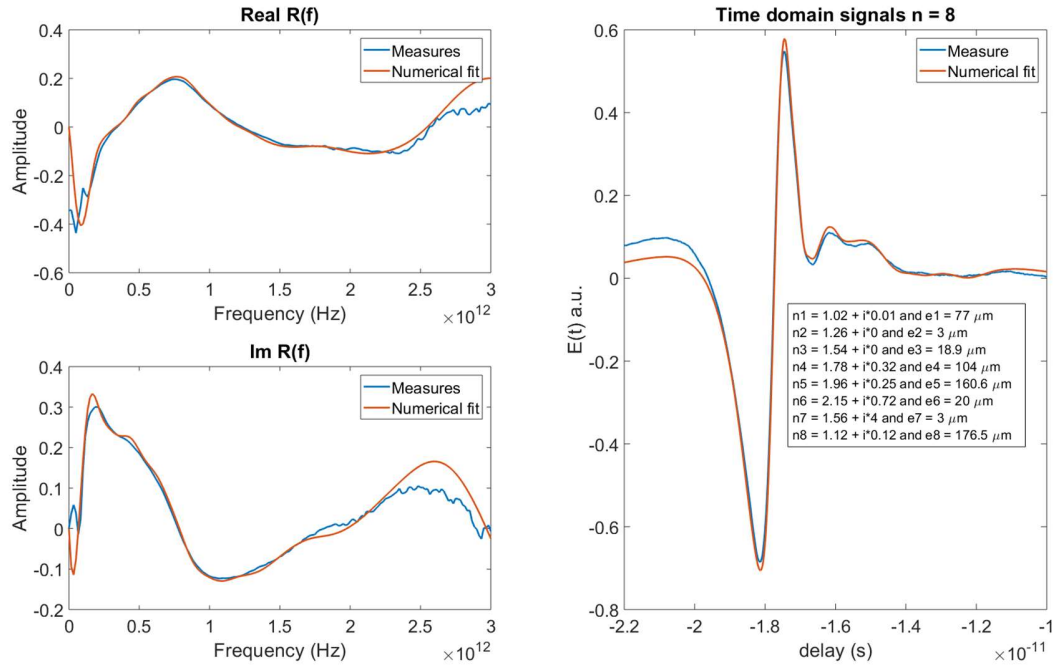 Real R(f)
0.4
0.2
0
-0.2
-0.4
-0.6
Amplitude
Measures
Numerical fit
0 0.5 1 1.5 2 2.5 3
Frequency (Hz)
×10^12
Im R(f)
0.4
0.3
0.2
0.1
0
-0.1
-0.2
Amplitude
Measures
Numerical fit
0 0.5 1 1.5 2 2.5 3
Frequency (Hz)
×10^12
Time domain signals n = 8
0.6
0.4
0.2
0
-0.2
-0.4
-0.6
-0.8
E(t) a.u.
Measure
Numerical fit
n1 = 1.02 + i*0.01 and e1 = 77 μm
n2 = 1.26 + i*0 and e2 = 3 μm
n3 = 1.54 + i*0 and e3 = 18.9 μm
n4 = 1.78 + i*0.32 and e4 = 104 μm
n5 = 1.96 + i*0.25 and e5 = 160.6 μm
n6 = 2.15 + i*0.72 and e6 = 20 μm
n7 = 1.56 + i*4 and e7 = 3 μm
n8 = 1.12 + i*0.12 and e8 = 176.5 μm
-2.2 -2 -1.8 -1.6 -1.4 -1.2 -1
delay (s)
×10^-11